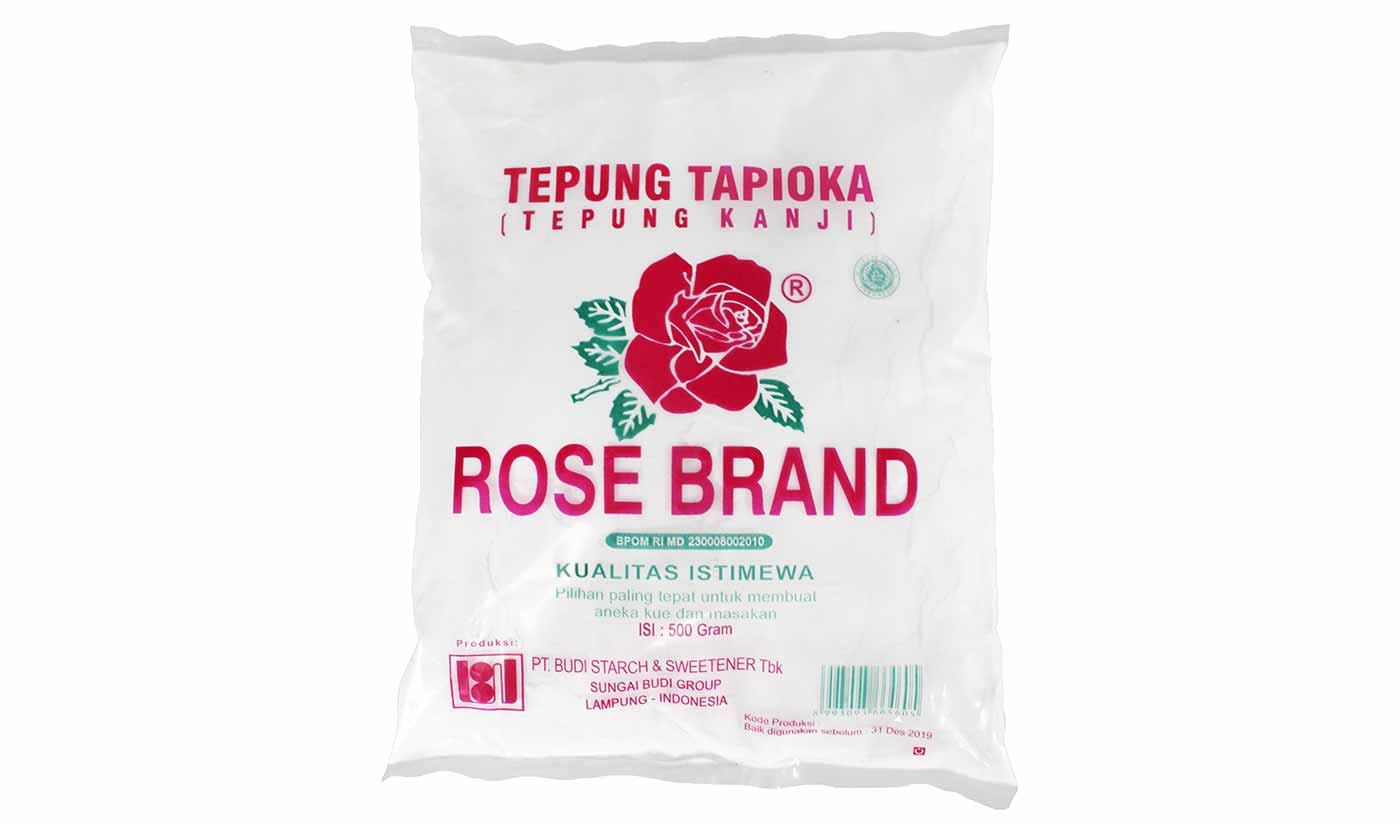 TEPUNG TAPIOKA
(TEPUNG KANJI)
®
ROSE BRAND
BPOM RI MD 230008002010
KUALITAS ISTIMEWA
Pilihan paling tepat untuk membuat
aneka kue dan masakan
ISI : 500 Gram
Produksi:
PT. BUDI STARCH & SWEETENER Tbk
SUNGAI BUDI GROUP
LAMPUNG - INDONESIA
Kode Produksi :
Baik digunakan sebelum : 31 Des 2019